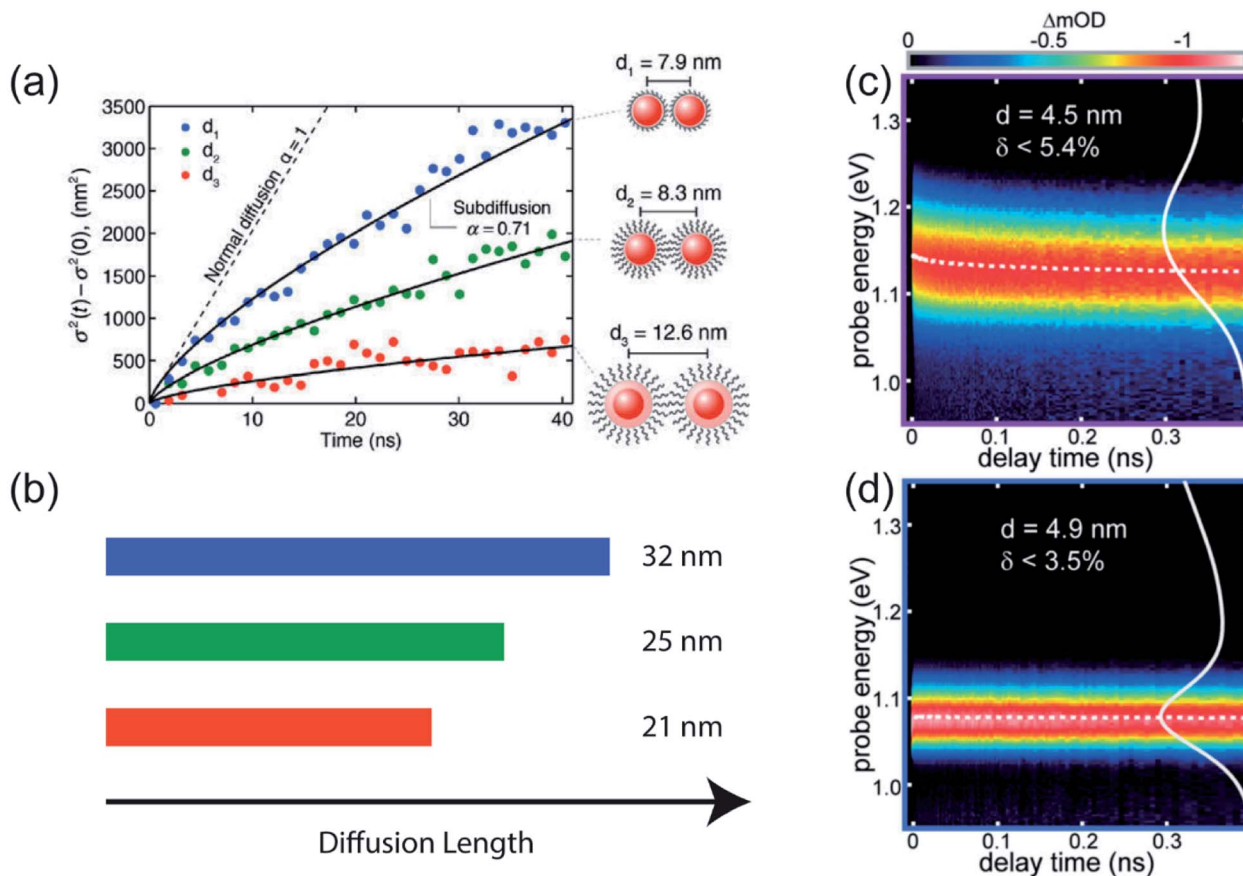 (a)
d₁ = 7.9 nm
3500
3000
2500
2000
1500
1000
500
0
σ²(t) − σ²(0), (nm²)
d₁
d₂
d₃
Normal diffusion α = 1
Subdiffusion
α = 0.71
0
10
20
30
40
Time (ns)
d₂ = 8.3 nm
d₃ = 12.6 nm
(b)
32 nm
25 nm
21 nm
Diffusion Length
ΔmOD
0
-0.5
-1
(c)
d = 4.5 nm
δ < 5.4%
1.3
1.2
1.1
1.0
probe energy (eV)
0
0.1
0.2
0.3
delay time (ns)
(d)
d = 4.9 nm
δ < 3.5%
1.3
1.2
1.1
1.0
probe energy (eV)
0
0.1
0.2
0.3
delay time (ns)